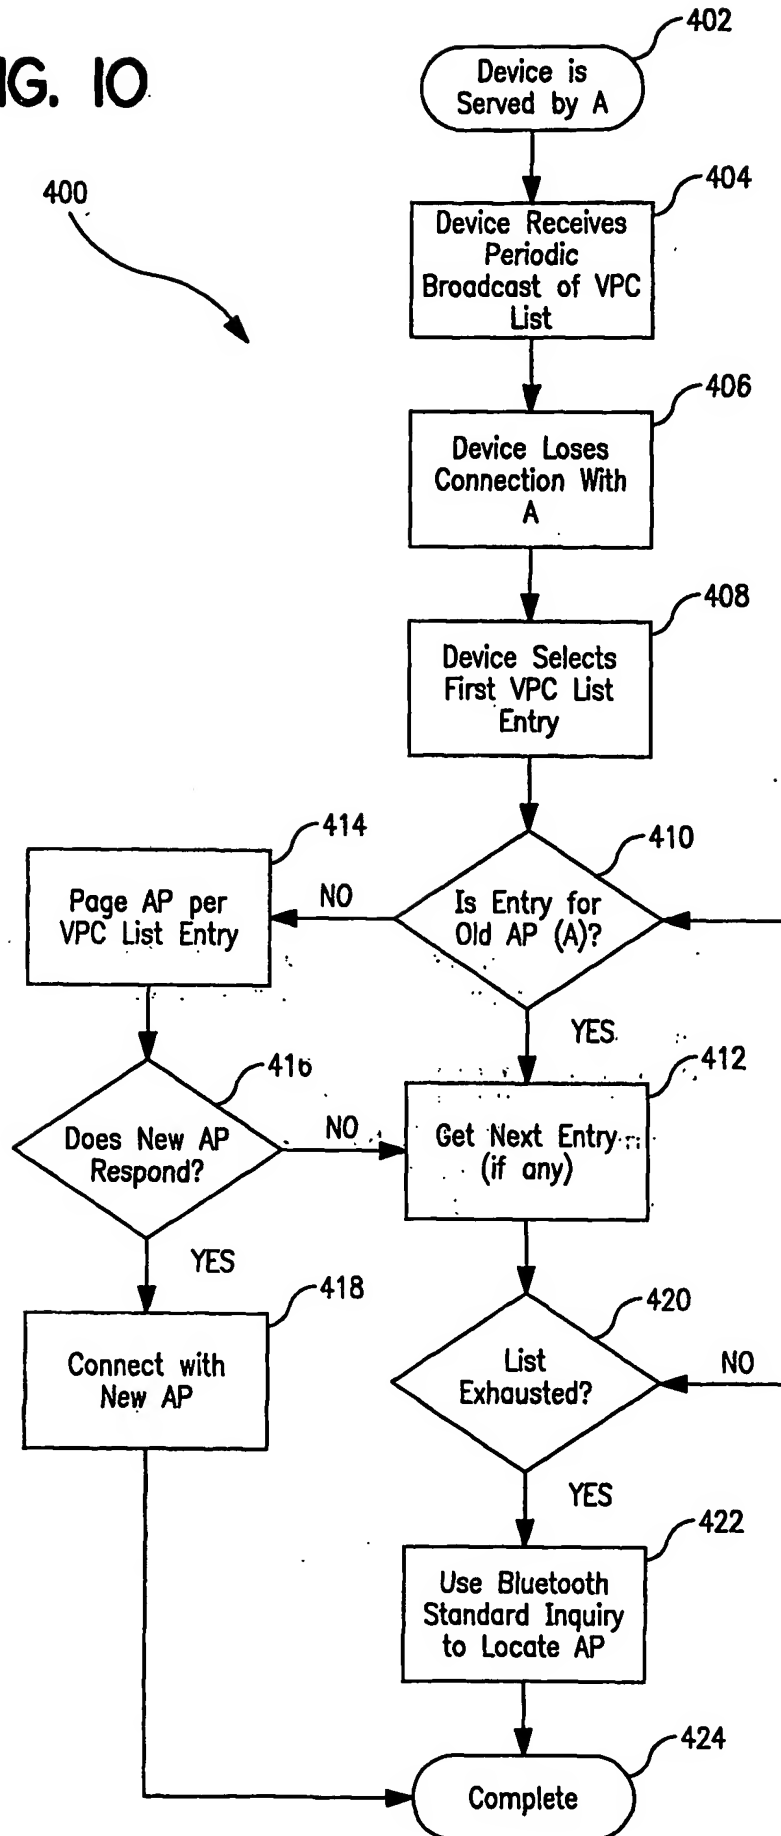 IG. 10
400
402
Device is
Served by A
404
Device Receives
Periodic
Broadcast of VPC
List
406
Device Loses
Connection With
A
408
Device Selects
First VPC List
Entry
410
Is Entry for
Old AP (A)?
NO
YES
414
Page AP per
VPC List Entry
416
Does New AP
Respond?
NO
YES
412
Get Next Entry
(if any)
418
Connect with
New AP
420
List
Exhausted?
NO
YES
422
Use Bluetooth
Standard Inquiry
to Locate AP
424
Complete